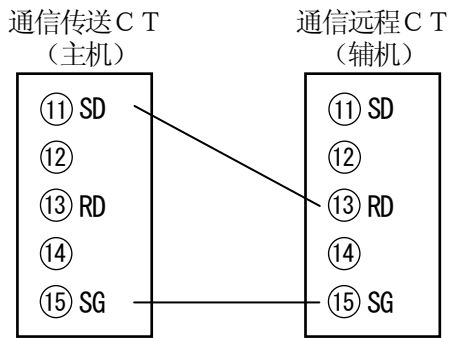 通信传送ＣＴ
（主机）
⑪ SD
⑫
⑬ RD
⑭
⑮ SG
通信远程ＣＴ
（辅机）
⑪ SD
⑫
⑬ RD
⑭
⑮ SG